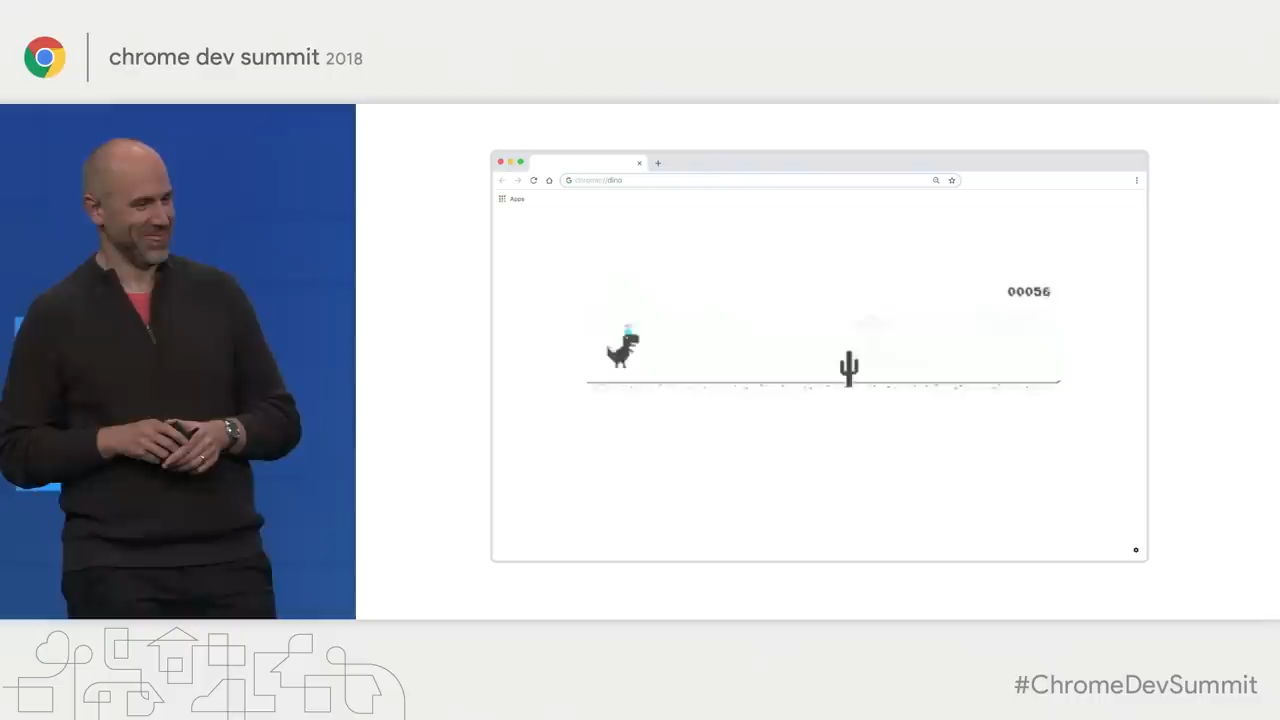 chrome dev summit 2018
chrome://dino
Apps
00056
#ChromeDevSummit